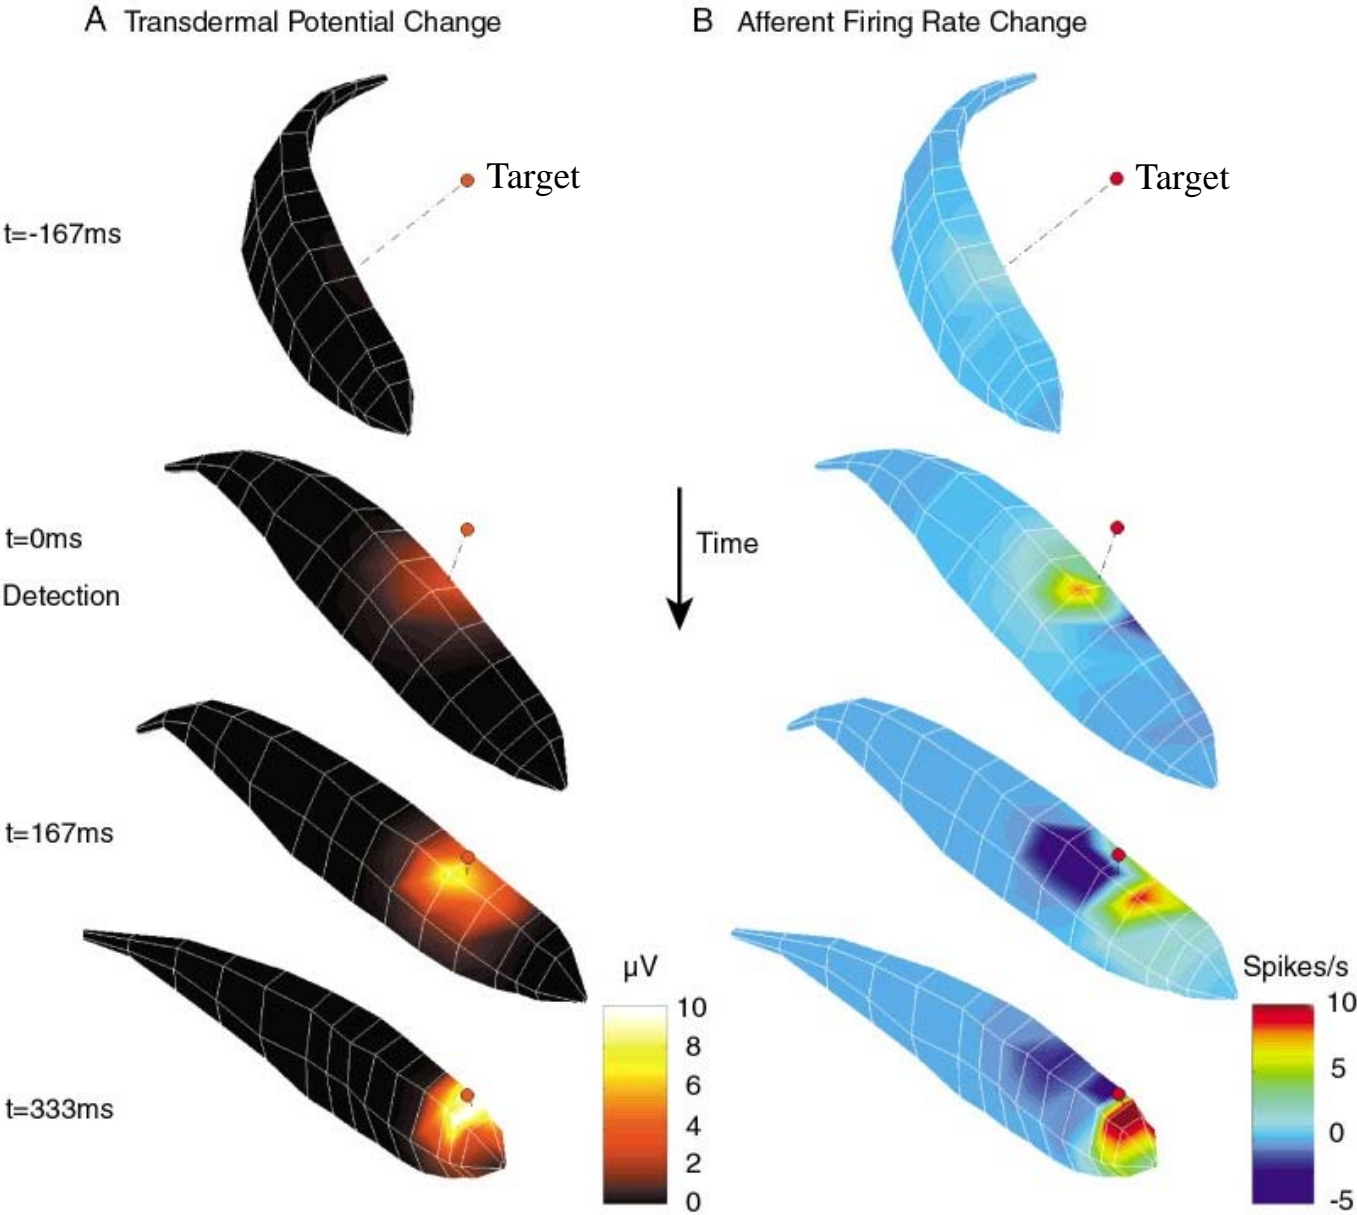 A Transdermal Potential Change
B Afferent Firing Rate Change
Target
Target
t=-167ms
t=0ms
Detection
Time
t=167ms
t=333ms
µV
10
8
6
4
2
0
Spikes/s
10
5
0
-5